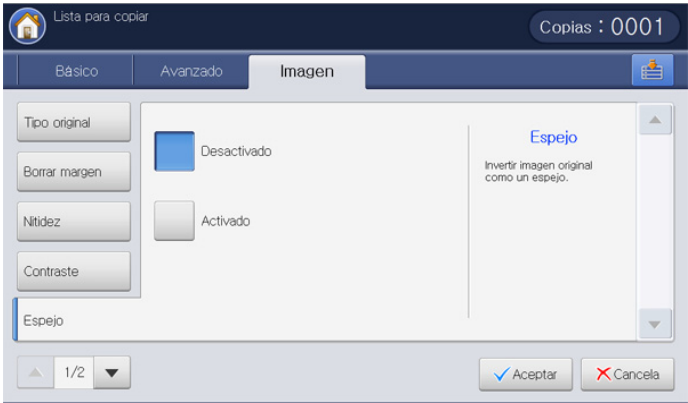 Lista para copiar
Copias : 0001
Básico
Avanzado
Imagen
Tipo original
Borrar margen
Nitidez
Contraste
Espejo
Desactivado
Activado
Espejo
Invertir imagen original
como un espejo.
1/2
Aceptar
Cancela